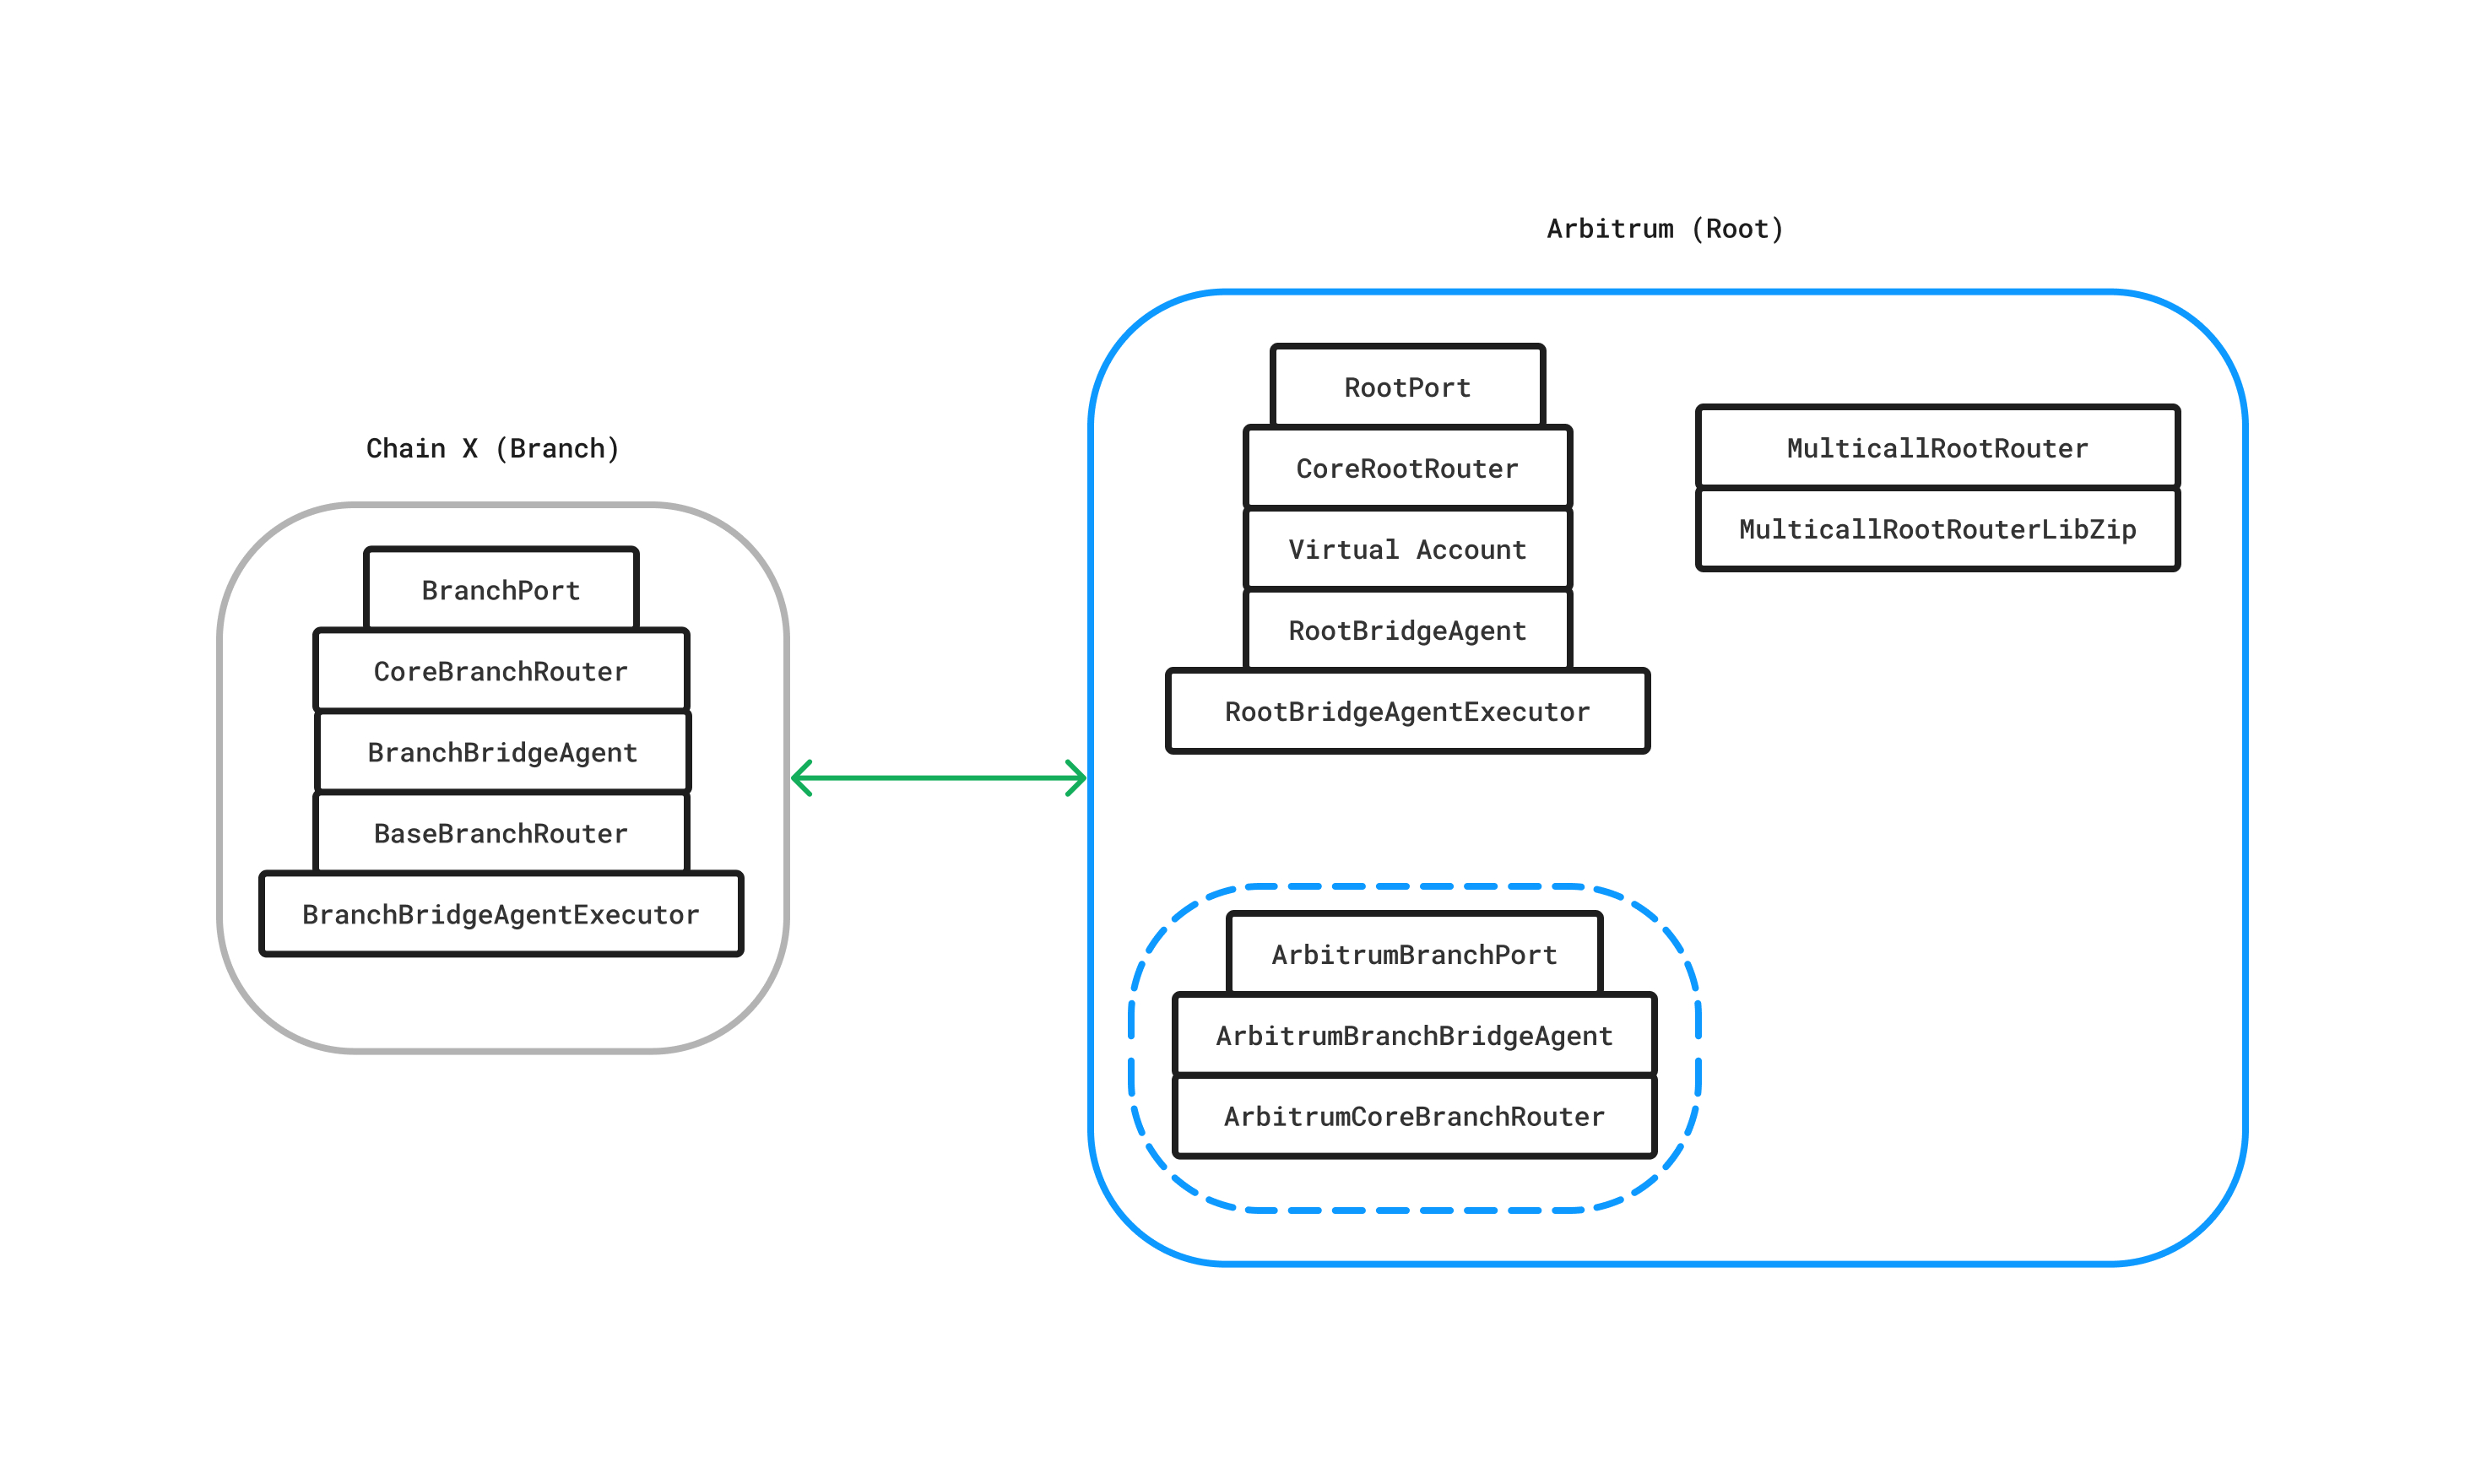 Chain X (Branch)
BranchPort
CoreBranchRouter
BranchBridgeAgent
BaseBranchRouter
BranchBridgeAgentExecutor
Arbitrum (Root)
RootPort
CoreRootRouter
Virtual Account
RootBridgeAgent
RootBridgeAgentExecutor
MulticallRootRouter
MulticallRootRouterLibZip
ArbitrumBranchPort
ArbitrumBranchBridgeAgent
ArbitrumCoreBranchRouter